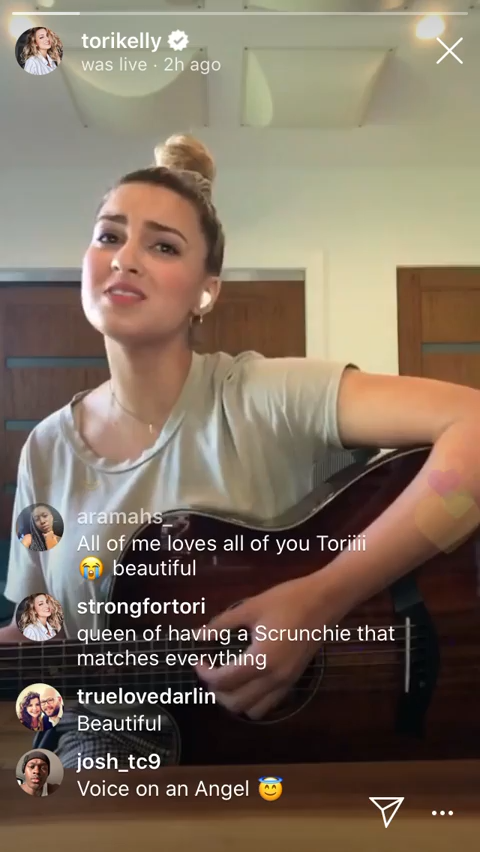 torikelly
was live · 2h ago
aramahs_
All of me loves all of you Toriiii
😭 beautiful
strongfortori
queen of having a Scrunchie that
matches everything
truelovedarlin
Beautiful
josh_tc9
Voice on an Angel 😇